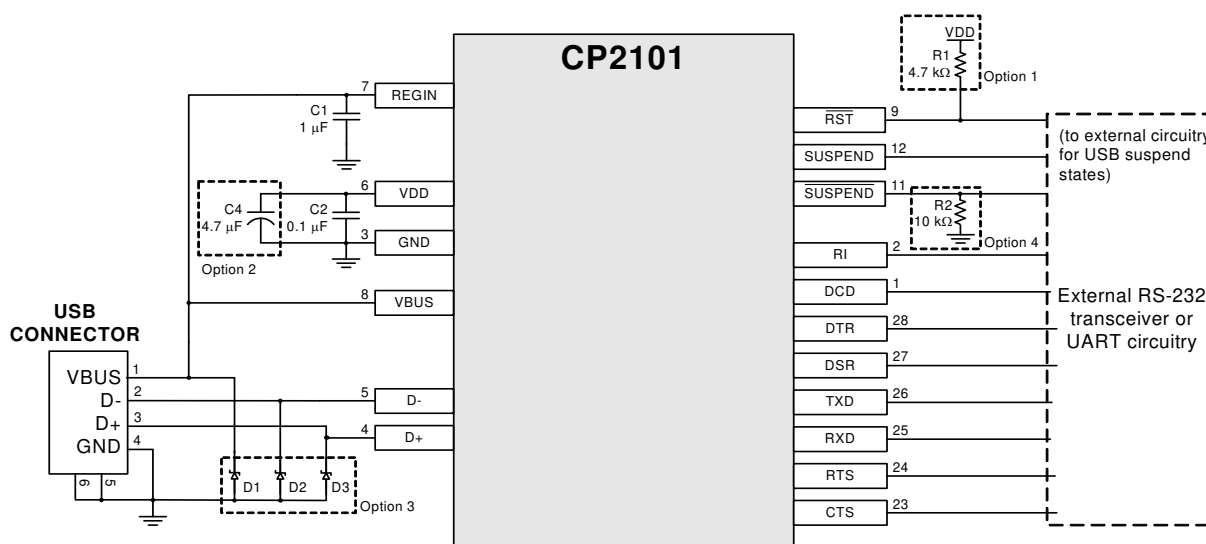 CP2101
7
REGIN
C1
1 µF
6
VDD
C4
4.7 µF
C2
0.1 µF
3
GND
Option 2
8
VBUS
USB
CONNECTOR
VBUS
1
D-
2
D+
3
GND
4
6
5
5
D-
4
D+
D1
D2
D3
Option 3
VDD
R1
4.7 kΩ
Option 1
RST
9
SUSPEND
12
SUSPEND
11
R2
10 kΩ
Option 4
RI
2
DCD
1
DTR
28
DSR
27
TXD
26
RXD
25
RTS
24
CTS
23
(to external circuitry
for USB suspend
states)
External RS-232
transceiver or
UART circuitry